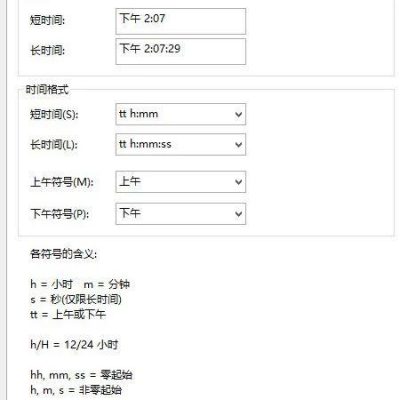 短时间: 下午 2:07
长时间: 下午 2:07:29
时间格式
短时间(S): tt h:mm
长时间(L): tt h:mm:ss
上午符号(M): 上午
下午符号(P): 下午
各符号的含义:
h = 小时 m = 分钟
s = 秒(仅限长时间)
tt = 上午或下午
h/H = 12/24 小时
hh, mm, ss = 零起始
h, m, s = 非零起始